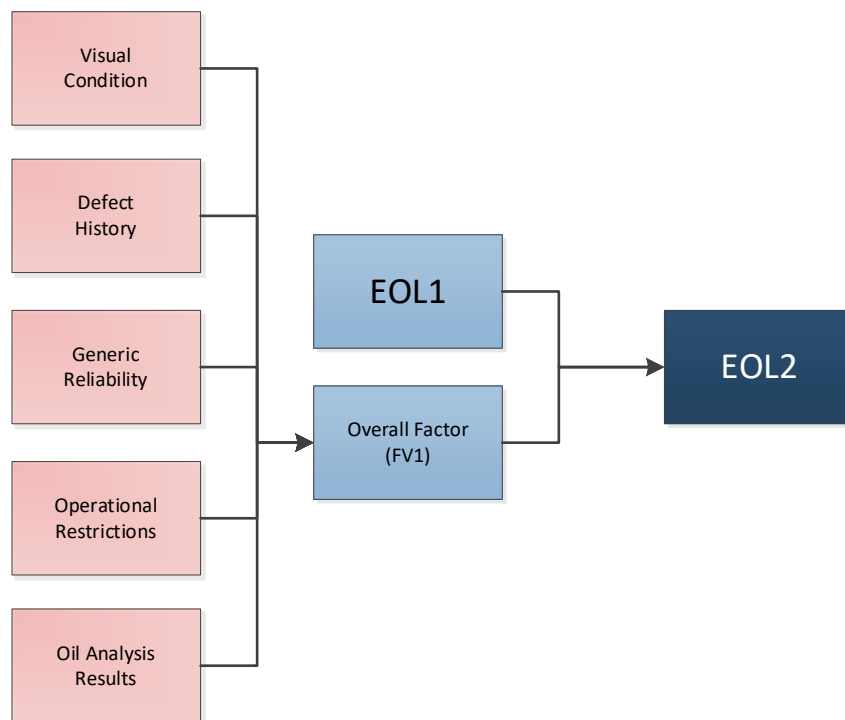 Visual
Condition
Defect
History
Generic
Reliability
Operational
Restrictions
Oil Analysis
Results
EOL1
Overall Factor
(FV1)
EOL2